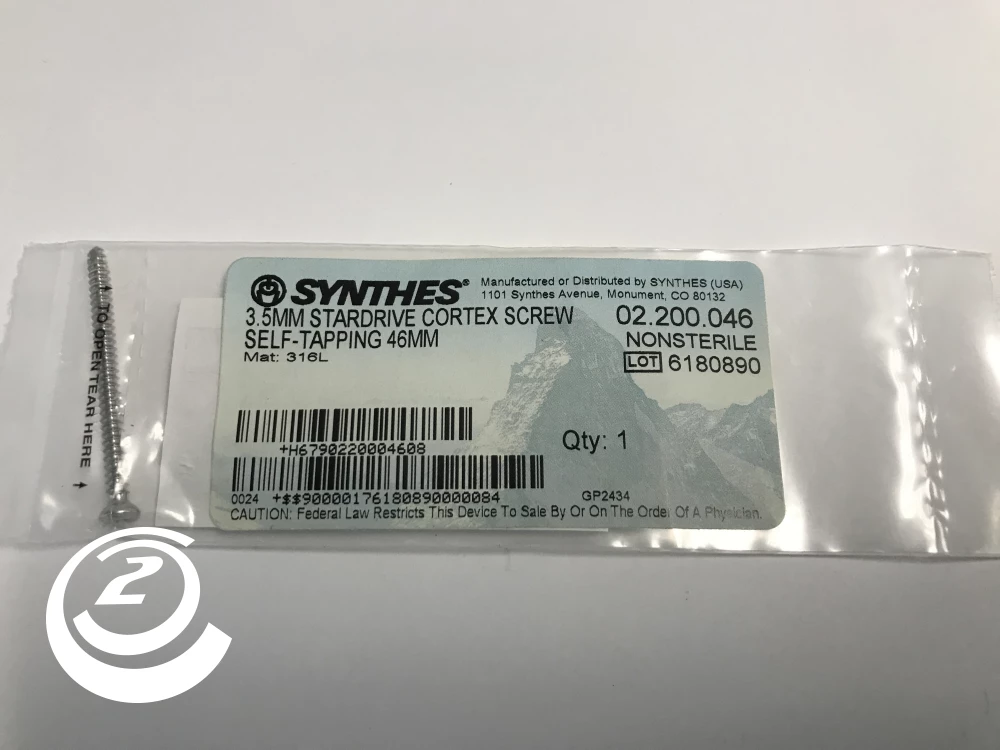 SYNTHES®
Manufactured or Distributed by SYNTHES (USA)
1101 Synthes Avenue, Monument, CO 80132
3.5MM STARDRIVE CORTEX SCREW
SELF-TAPPING 46MM
Mat: 316L
02.200.046
NONSTERILE
LOT 6180890
+H6790220004608
Qty: 1
0024 +$$90000176180890000084
GP2434
CAUTION: Federal Law Restricts This Device To Sale By Or On The Order Of A Physician.
TO OPEN TEAR HERE
2